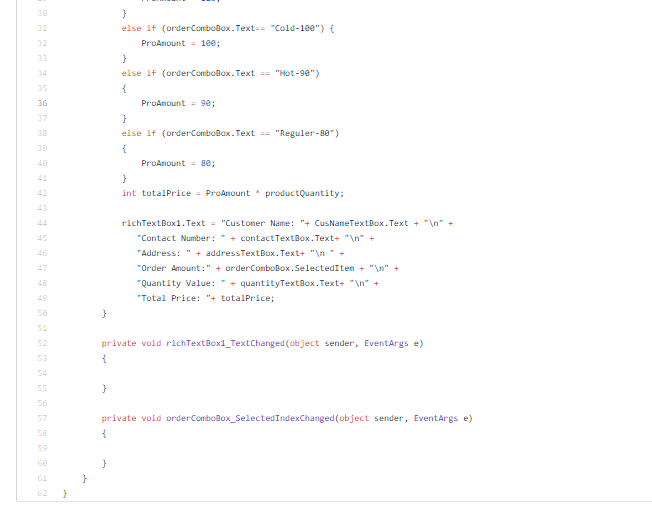 30 }
31 else if (orderComboBox.Text== "Cold-100") {
32 ProAmount = 100;
33 }
34 else if (orderComboBox.Text == "Hot-90")
35 {
36 ProAmount = 90;
37 }
38 else if (orderComboBox.Text == "Reguler-80")
39 {
40 ProAmount = 80;
41 }
42 int totalPrice = ProAmount * productQuantity;
43
44 richTextBox1.Text = "Customer Name: "+ CusNameTextBox.Text + "\n" +
45 "Contact Number: " + contactTextBox.Text+ "\n" +
46 "Address: " + addressTextBox.Text+ "\n " +
47 "Order Amount:" + orderComboBox.SelectedItem + "\n" +
48 "Quantity Value: " + quantityTextBox.Text+ "\n" +
49 "Total Price: "+ totalPrice;
50 }
51
52 private void richTextBox1_TextChanged(object sender, EventArgs e)
53 {
54
55 }
56
57 private void orderComboBox_SelectedIndexChanged(object sender, EventArgs e)
58 {
59
60 }
61 }
62 }